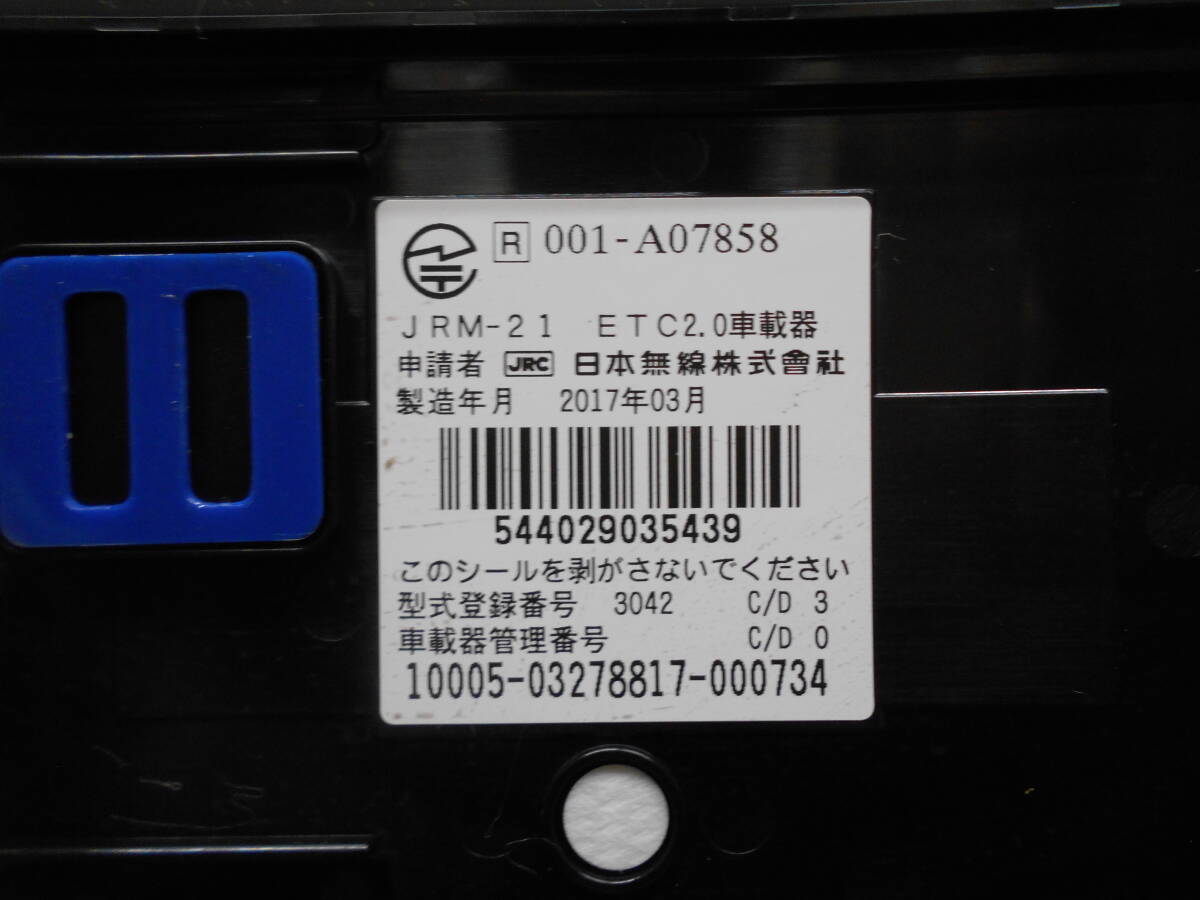 R 001-A07858
JRM-21 ETC2.0車載器
申請者 JRC 日本無線株式會社
製造年月 2017年03月
544029035439
このシールを剥がさないでください
型式登録番号 3042 C/D 3
車載器管理番号 C/D 0
10005-03278817-000734